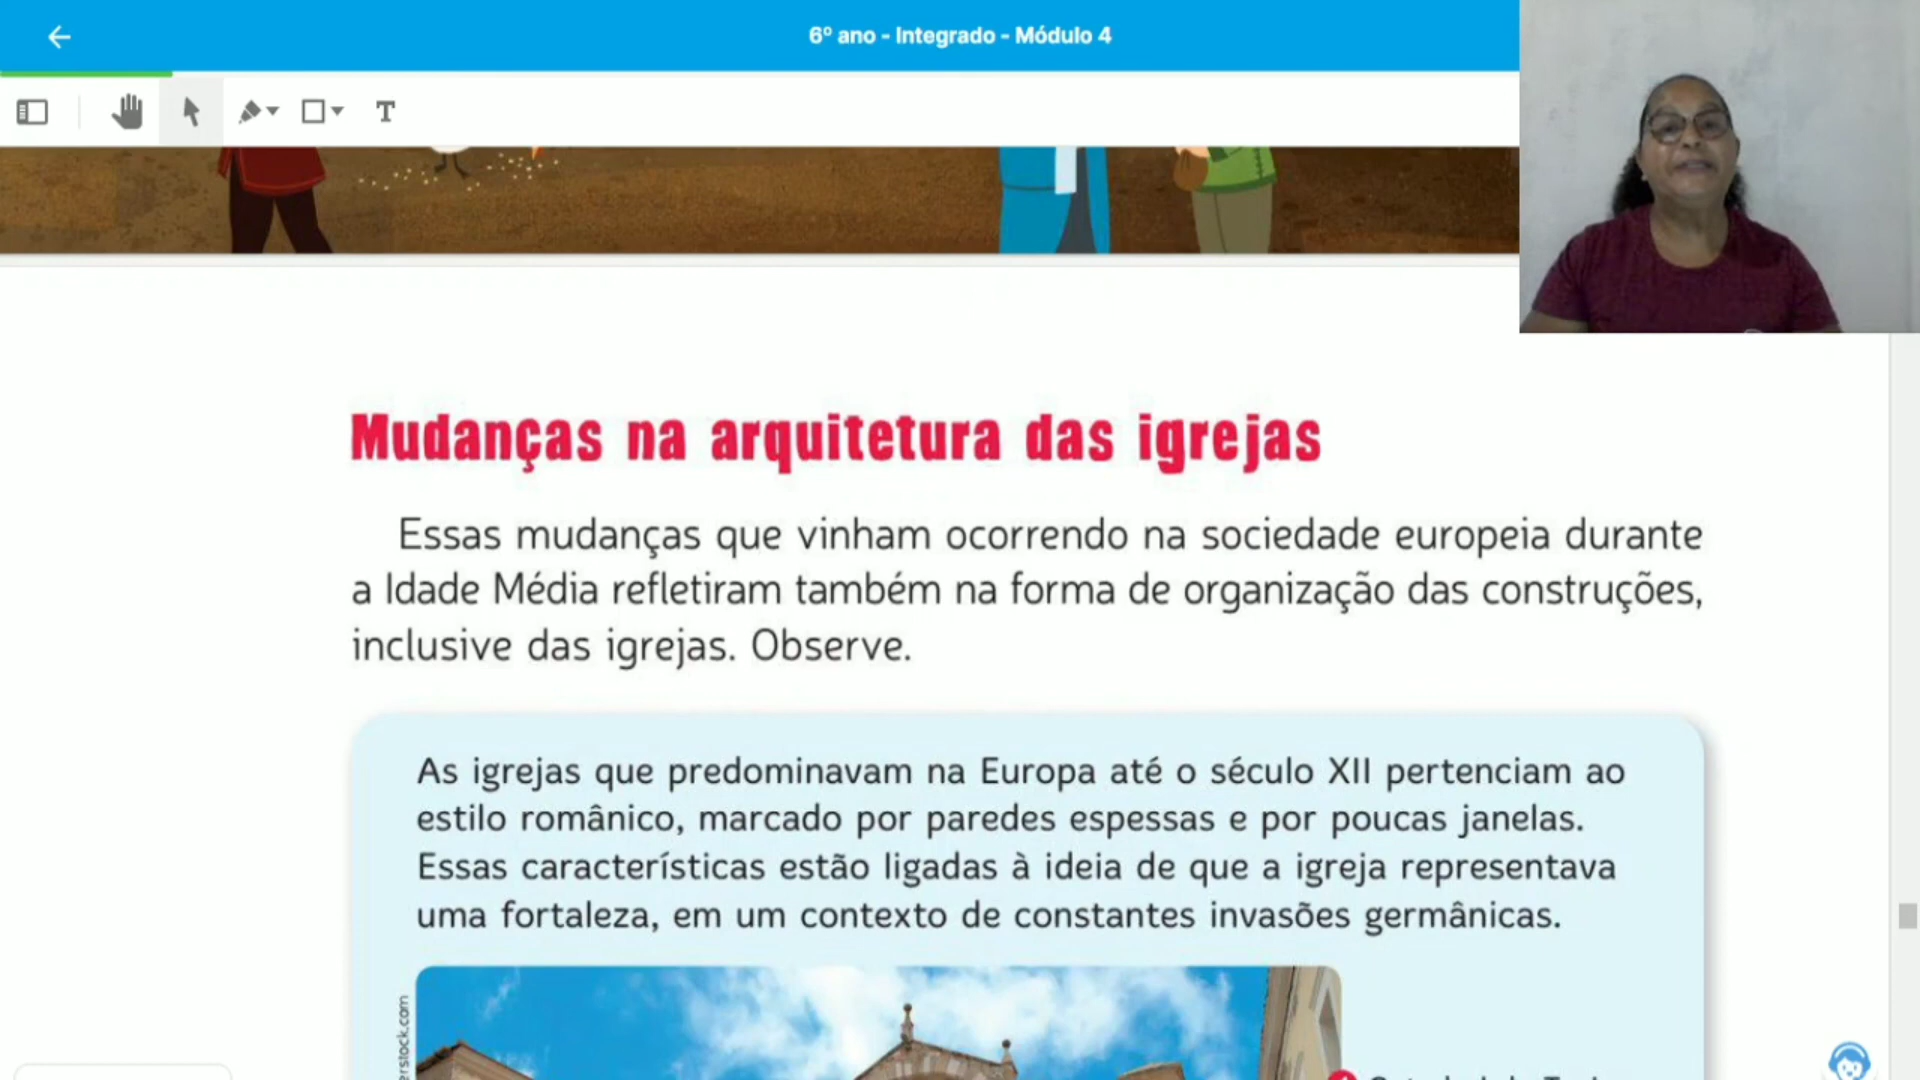 6º ano - Integrado - Módulo 4
T
Mudanças na arquitetura das igrejas
Essas mudanças que vinham ocorrendo na sociedade europeia durante
a Idade Média refletiram também na forma de organização das construções,
inclusive das igrejas. Observe.
As igrejas que predominavam na Europa até o século XII pertenciam ao
estilo românico, marcado por paredes espessas e por poucas janelas.
Essas características estão ligadas à ideia de que a igreja representava
uma fortaleza, em um contexto de constantes invasões germânicas.